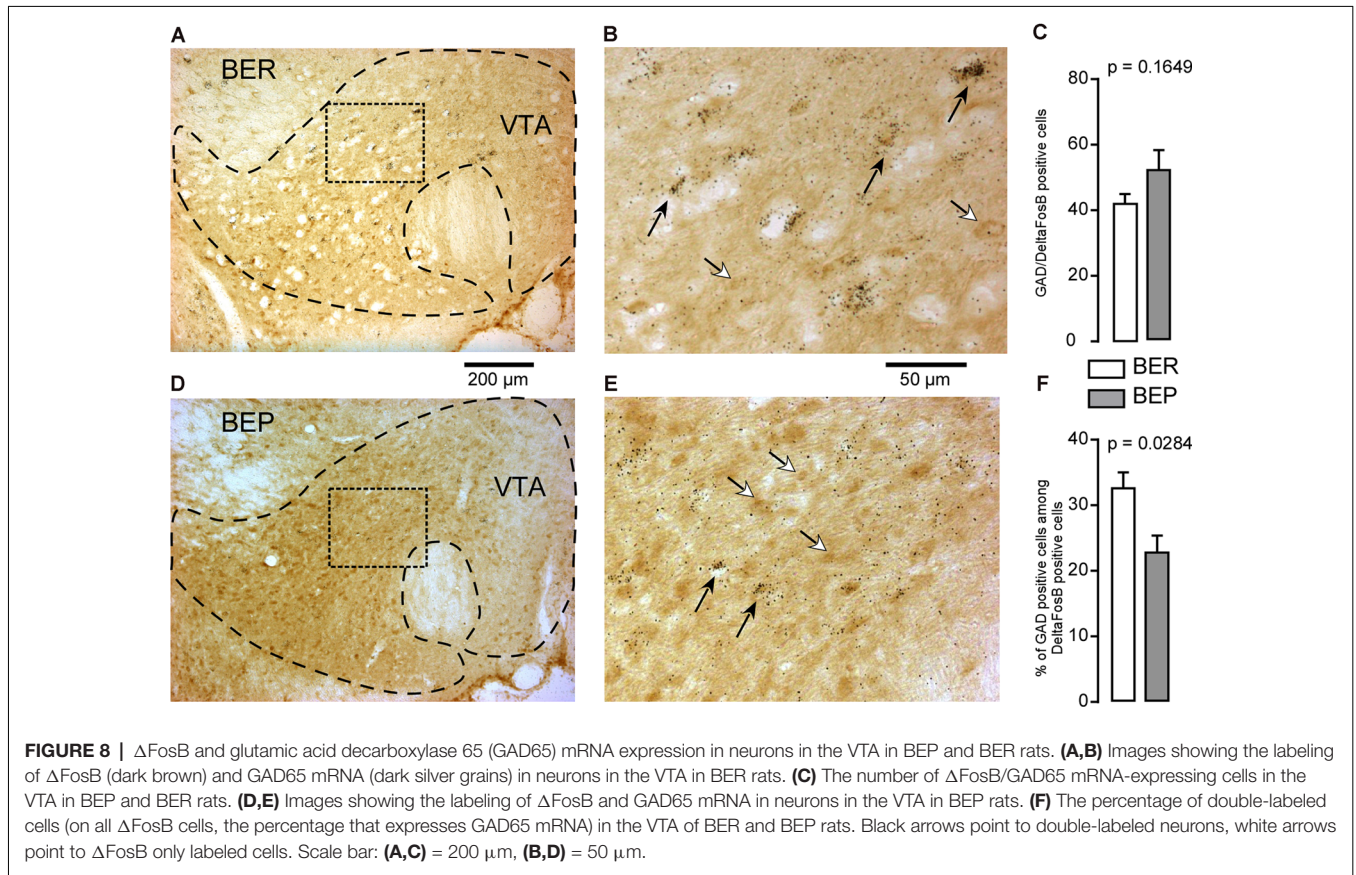 A
BER
VTA
B
C
p = 0.1649
GAD/DeltaFosB positive cells
80
60
40
20
0
200 µm
50 µm
BER
BEP
D
BEP
VTA
E
F
p = 0.0284
% of GAD positive cells among
DeltaFosB positive cells
40
30
20
10
0
FIGURE 8 | ΔFosB and glutamic acid decarboxylase 65 (GAD65) mRNA expression in neurons in the VTA in BEP and BER rats. (A,B) Images showing the labeling
of ΔFosB (dark brown) and GAD65 mRNA (dark silver grains) in neurons in the VTA in BER rats. (C) The number of ΔFosB/GAD65 mRNA-expressing cells in the
VTA in BEP and BER rats. (D,E) Images showing the labeling of ΔFosB and GAD65 mRNA in neurons in the VTA in BEP rats. (F) The percentage of double-labeled
cells (on all ΔFosB cells, the percentage that expresses GAD65 mRNA) in the VTA of BER and BEP rats. Black arrows point to double-labeled neurons, white arrows
point to ΔFosB only labeled cells. Scale bar: (A,C) = 200 µm, (B,D) = 50 µm.